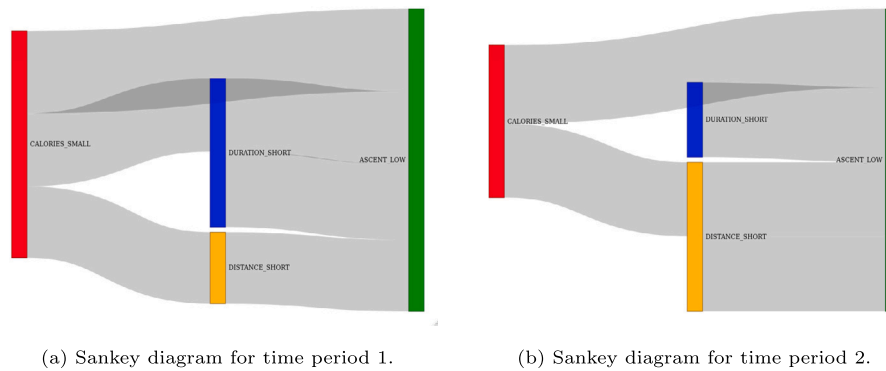 CALORIES_SMALL
DURATION_SHORT
ASCENT_LOW
DISTANCE_SHORT
CALORIES_SMALL
DURATION_SHORT
ASCENT_LOW
DISTANCE_SHORT
(a) Sankey diagram for time period 1.
(b) Sankey diagram for time period 2.